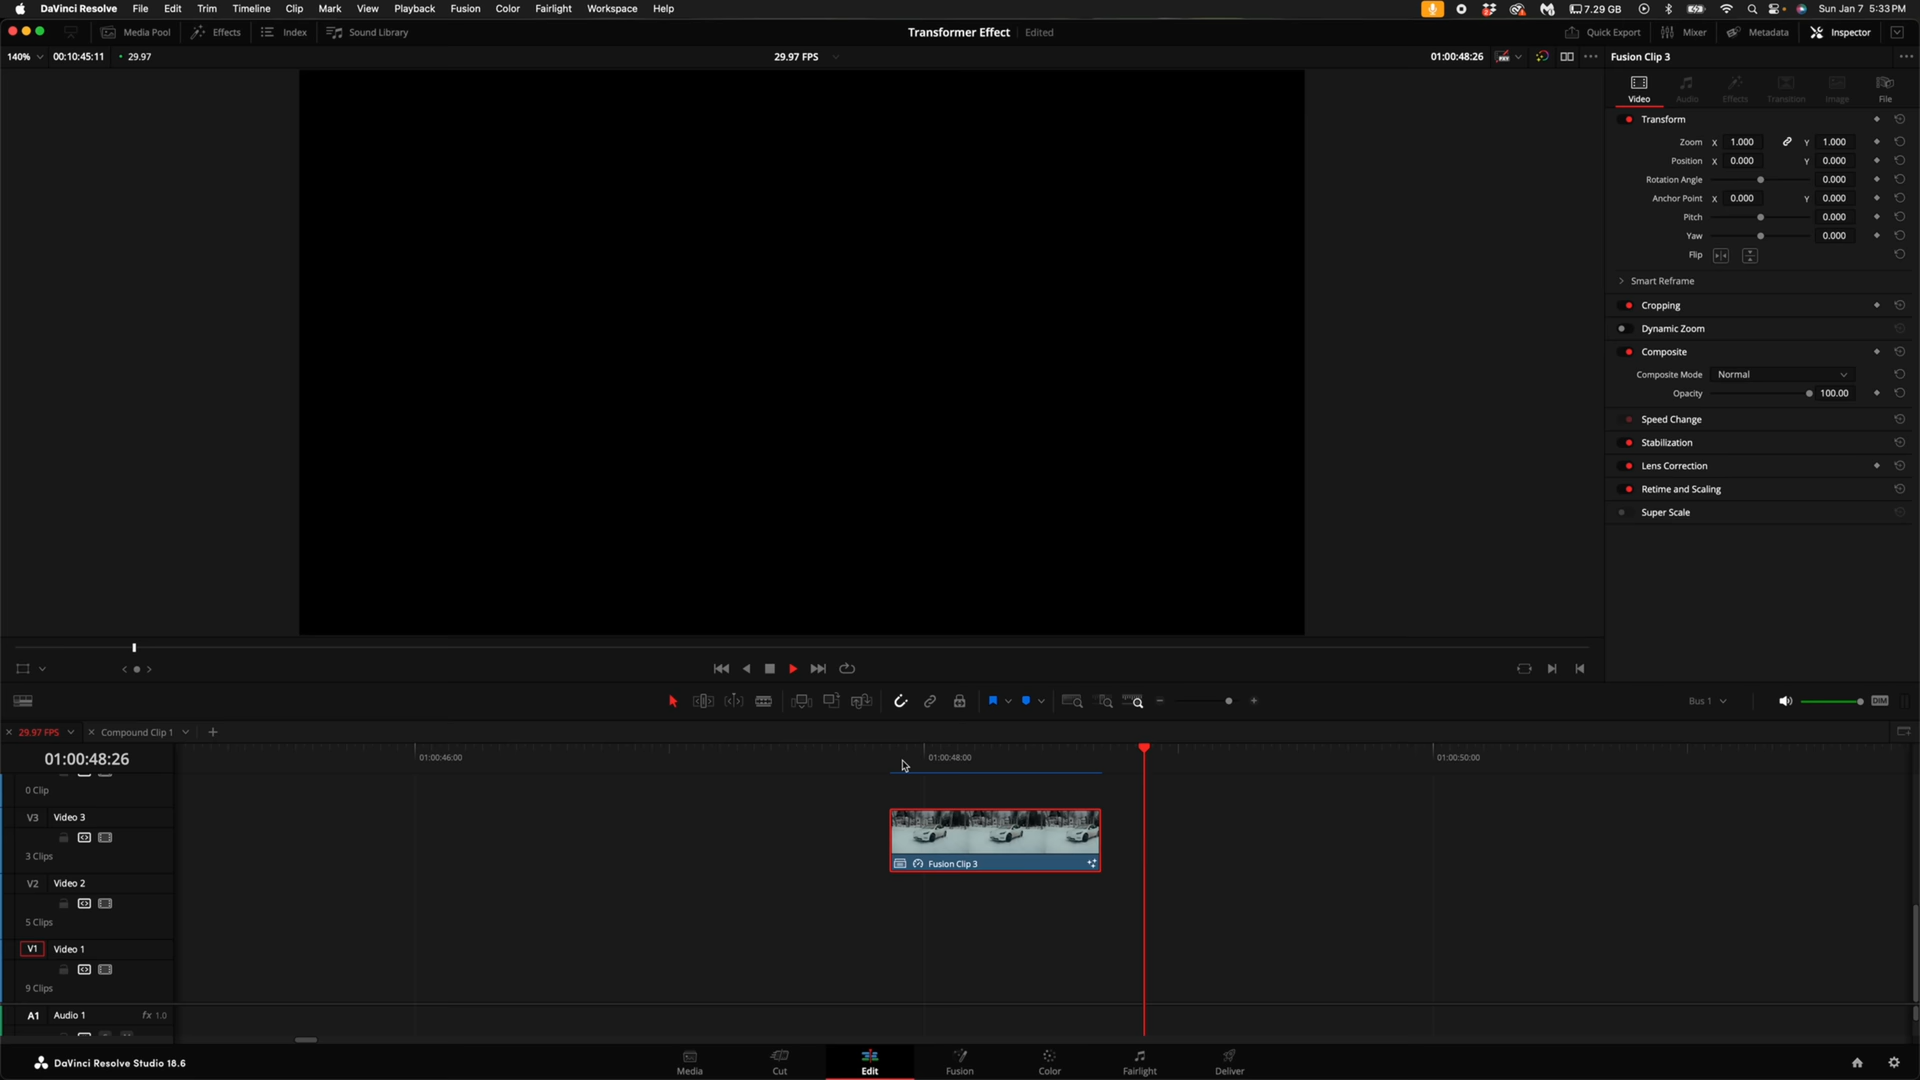 DaVinci Resolve File Edit Trim Timeline Clip Mark View Playback Fusion Color Fairlight Workspace Help 7.29 GB Sun Jan 7 5:33 PM
Media Pool Effects Index Sound Library Transformer Effect Edited Quick Export Mixer Metadata Inspector
140% 00:10:45:11 29.97 29.97 FPS 01:00:48:26 Fusion Clip 3
Video Audio Effects Transition Image File
Transform
Zoom X 1.000 Y 1.000
Position X 0.000 Y 0.000
Rotation Angle 0.000
Anchor Point X 0.000 Y 0.000
Pitch 0.000
Yaw 0.000
Flip
Smart Reframe
Cropping
Dynamic Zoom
Composite
Composite Mode Normal
Opacity 100.00
Speed Change
Stabilization
Lens Correction
Retime and Scaling
Super Scale
Bus 1 DIM
29.97 FPS Compound Clip 1
01:00:48:26 01:00:46:00 01:00:48:00 01:00:50:00
0 Clip
V3 Video 3
3 Clips
Fusion Clip 3
V2 Video 2
5 Clips
V1 Video 1
9 Clips
A1 Audio 1 fx 1.0
DaVinci Resolve Studio 18.6 Media Cut Edit Fusion Color Fairlight Deliver